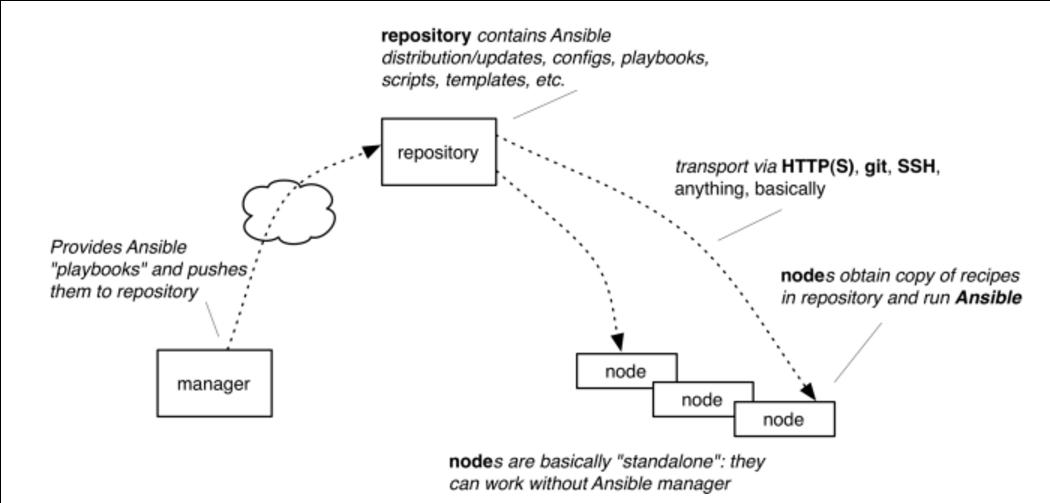 repository contains Ansible
distribution/updates, configs, playbooks,
scripts, templates, etc.
repository
transport via HTTP(S), git, SSH,
anything, basically
Provides Ansible
"playbooks" and pushes
them to repository
nodes obtain copy of recipes
in repository and run Ansible
manager
node
node
node
nodes are basically "standalone": they
can work without Ansible manager